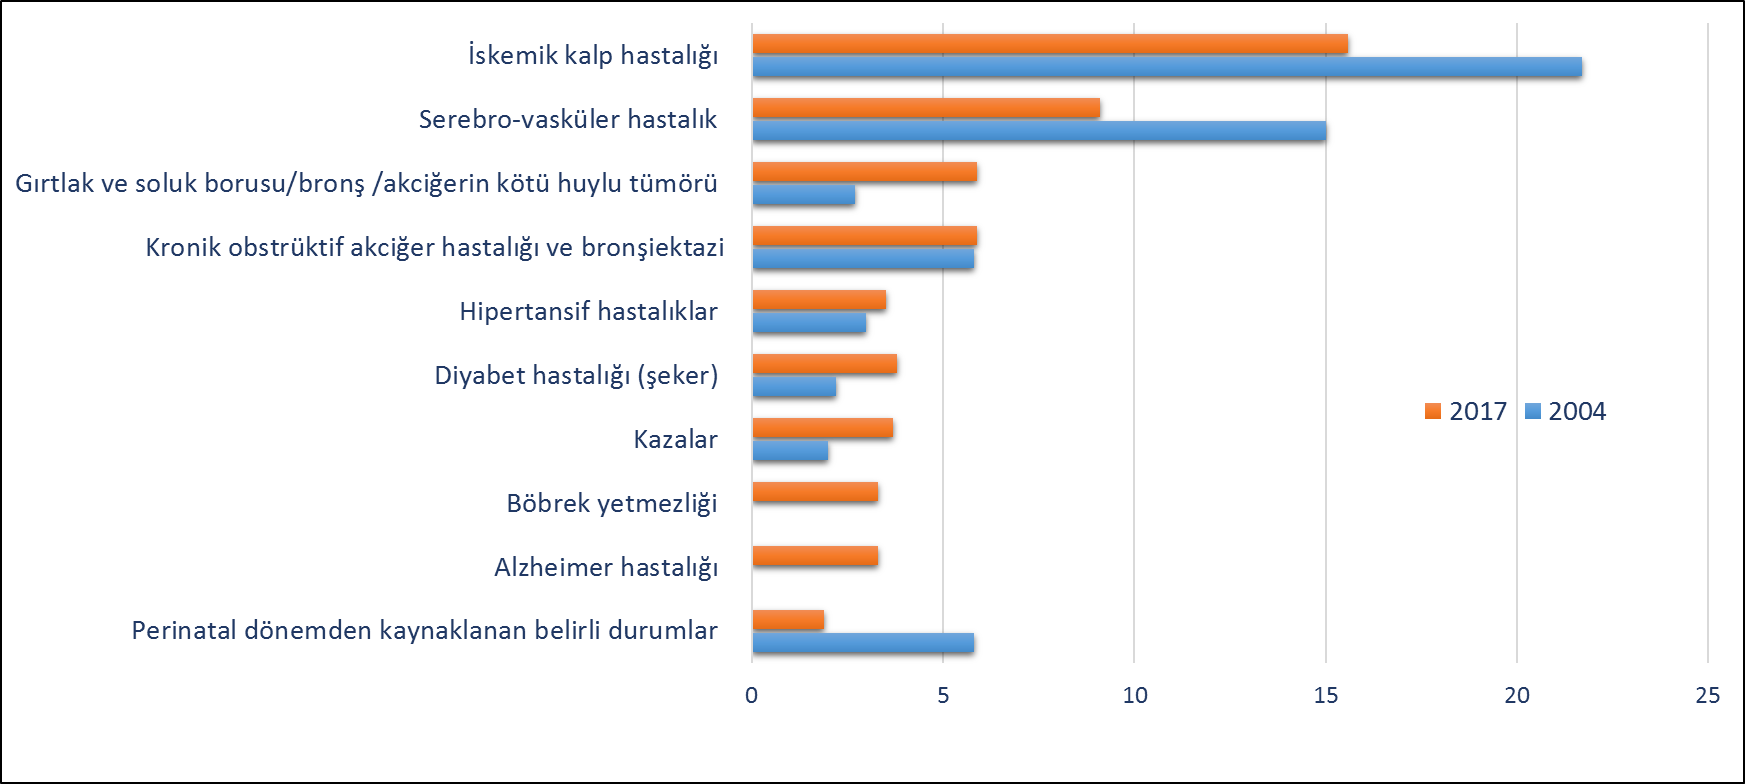 İskemik kalp hastalığı
Serebro-vasküler hastalık
Gırtlak ve soluk borusu/bronş /akciğerin kötü huylu tümörü
Kronik obstrüktif akciğer hastalığı ve bronşiektazi
Hipertansif hastalıklar
Diyabet hastalığı (şeker)
2017 2004
Kazalar
Böbrek yetmezliği
Alzheimer hastalığı
Perinatal dönemden kaynaklanan belirli durumlar
0 5 10 15 20 25